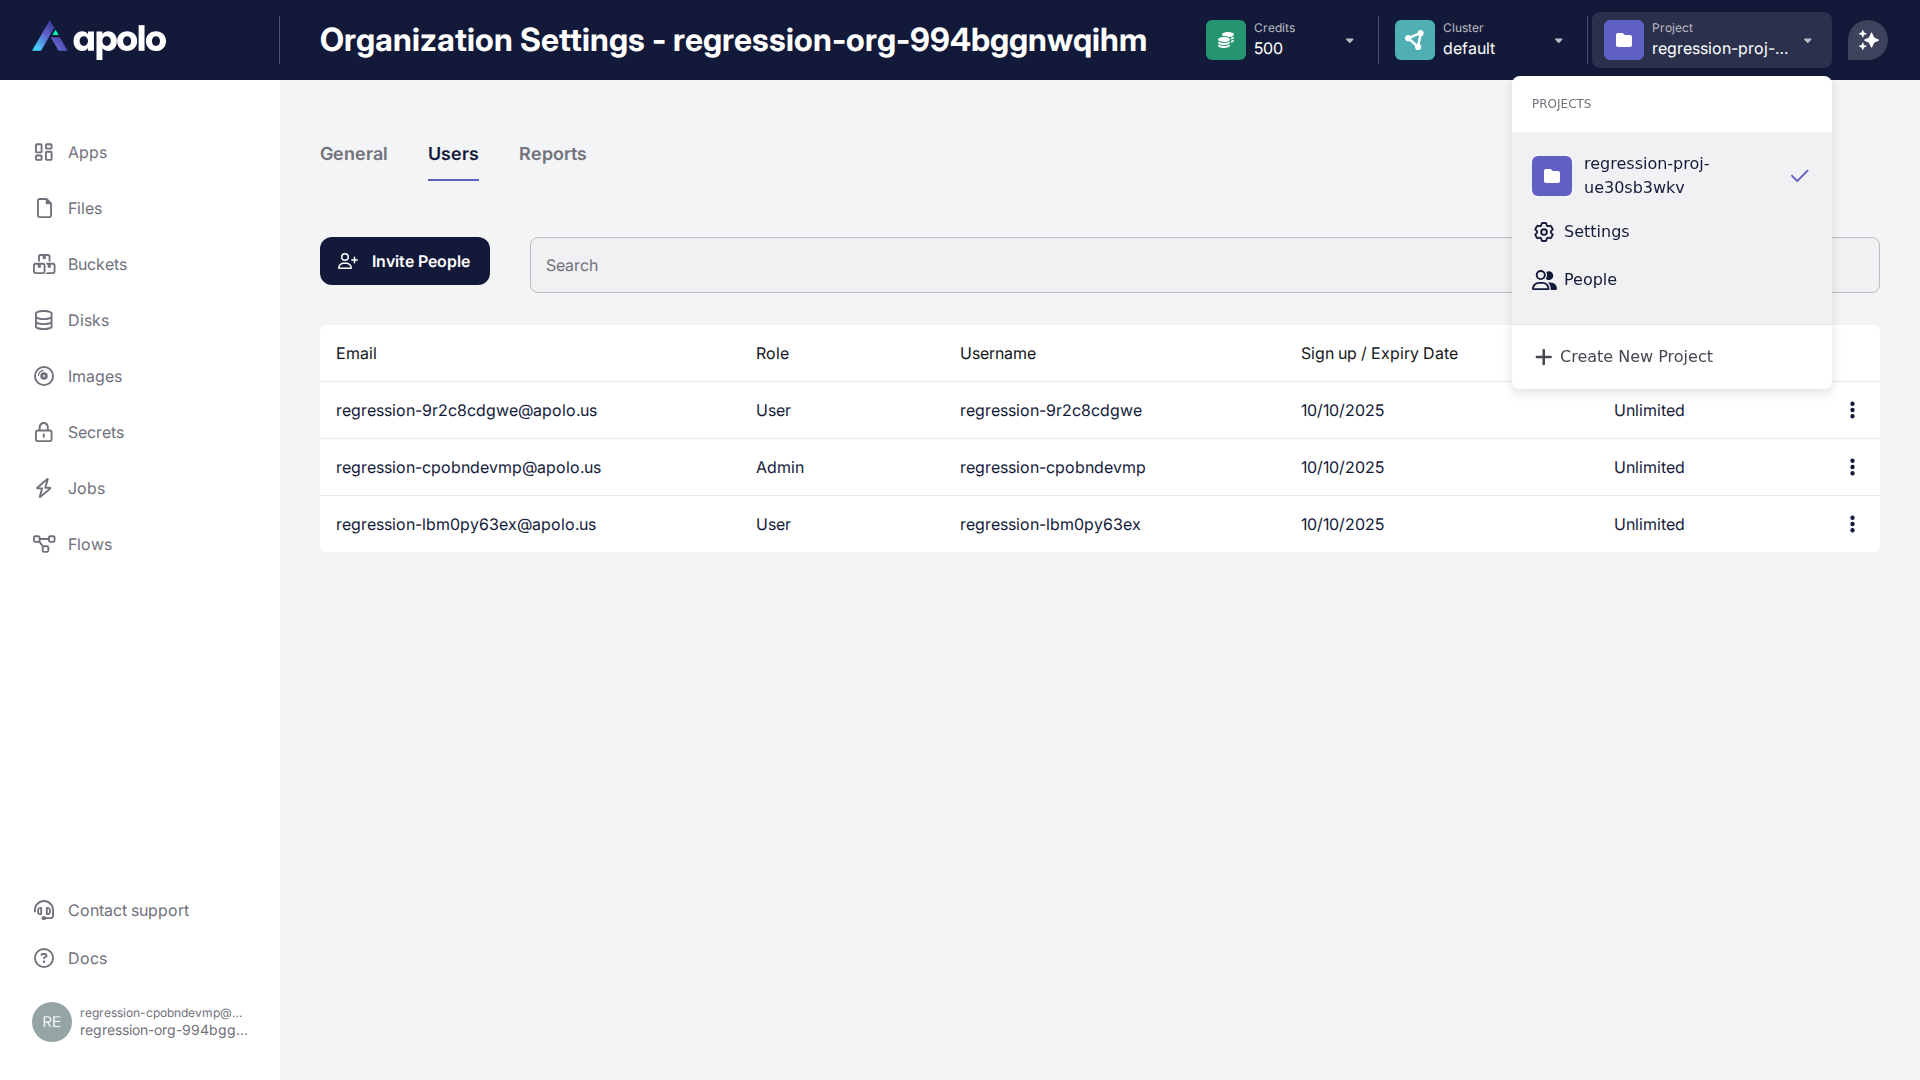 apolo
Organization Settings - regression-org-994bggnwqihm
Credits
500
Cluster
default
Project
regression-proj-...
PROJECTS
regression-proj-
ue30sb3wkv
Settings
People
Create New Project
Apps
Files
Buckets
Disks
Images
Secrets
Jobs
Flows
General Users Reports
Invite People
Search
Email Role Username Sign up / Expiry Date
regression-9r2c8cdgwe@apolo.us User regression-9r2c8cdgwe 10/10/2025 Unlimited
regression-cpobndevmp@apolo.us Admin regression-cpobndevmp 10/10/2025 Unlimited
regression-lbm0py63ex@apolo.us User regression-lbm0py63ex 10/10/2025 Unlimited
Contact support
Docs
RE
regression-cpobndevmp@...
regression-org-994bgg...